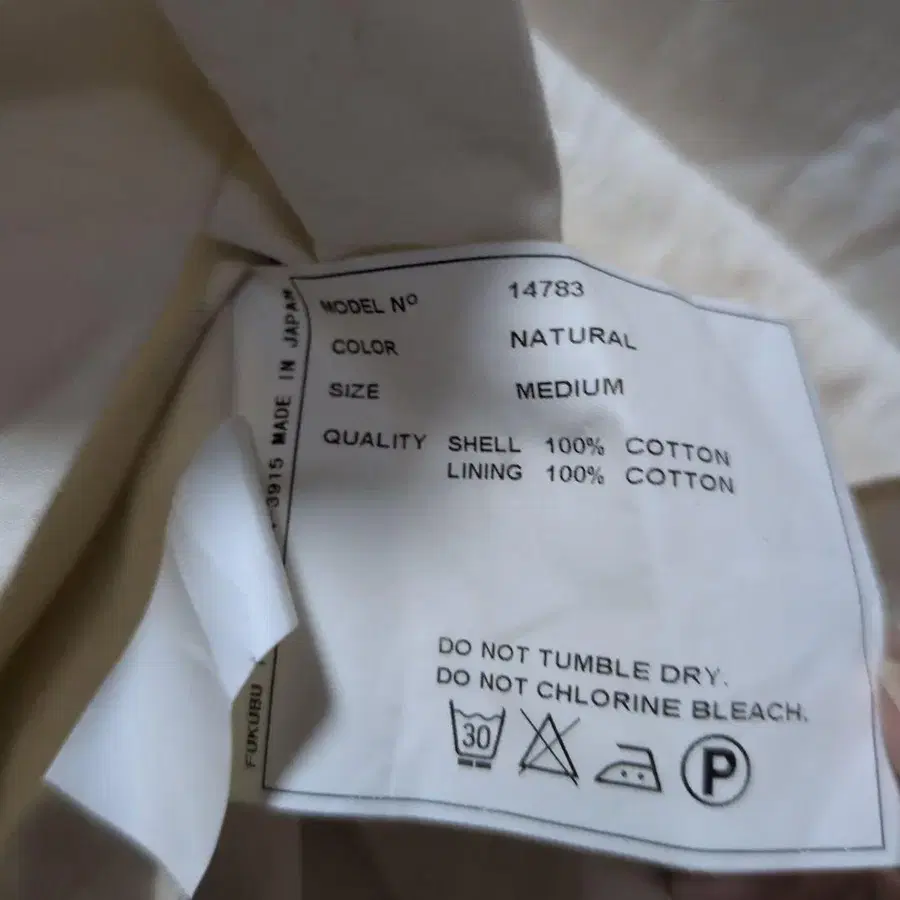 MODEL Nº 14783
COLOR NATURAL
SIZE MEDIUM
QUALITY SHELL 100% COTTON
LINING 100% COTTON
DO NOT TUMBLE DRY.
DO NOT CHLORINE BLEACH.
30
P
FUKUBU
3915 MADE IN JAPAN